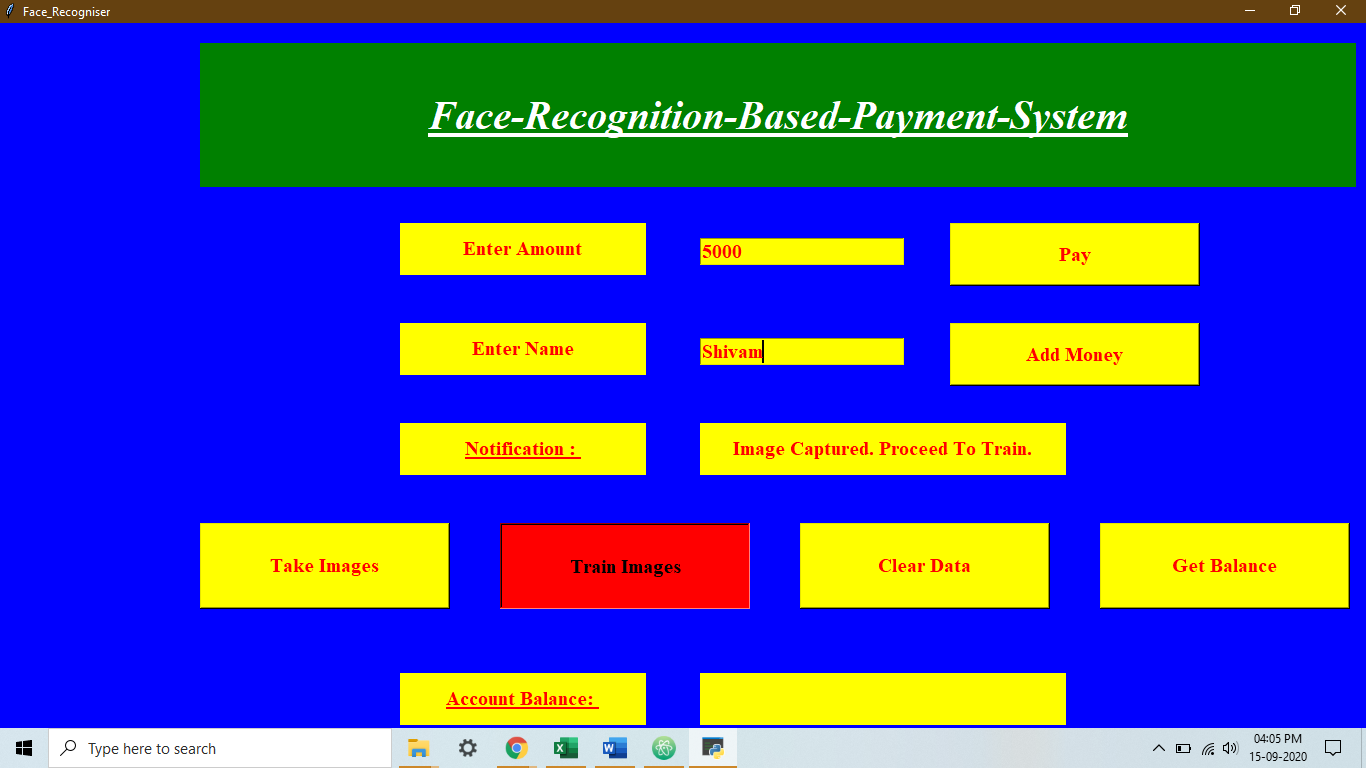 Face_Recogniser
Face-Recognition-Based-Payment-System
Enter Amount
5000
Pay
Enter Name
Shivam
Add Money
Notification :
Image Captured. Proceed To Train.
Take Images
Train Images
Clear Data
Get Balance
Account Balance:
Type here to search
04:05 PM
15-09-2020